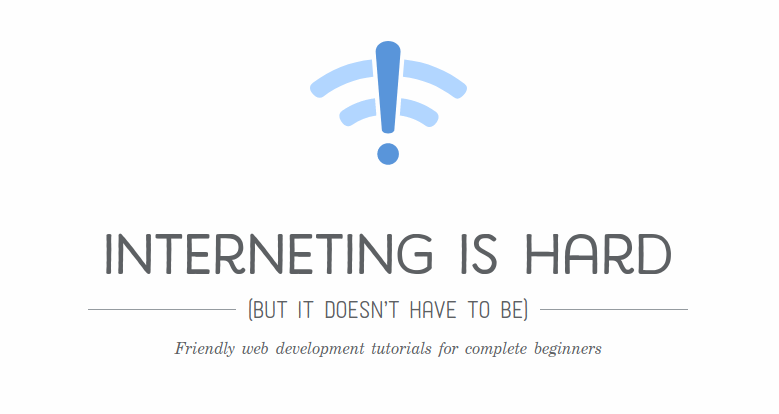 INTERNETING IS HARD
(BUT IT DOESN'T HAVE TO BE)
Friendly web development tutorials for complete beginners